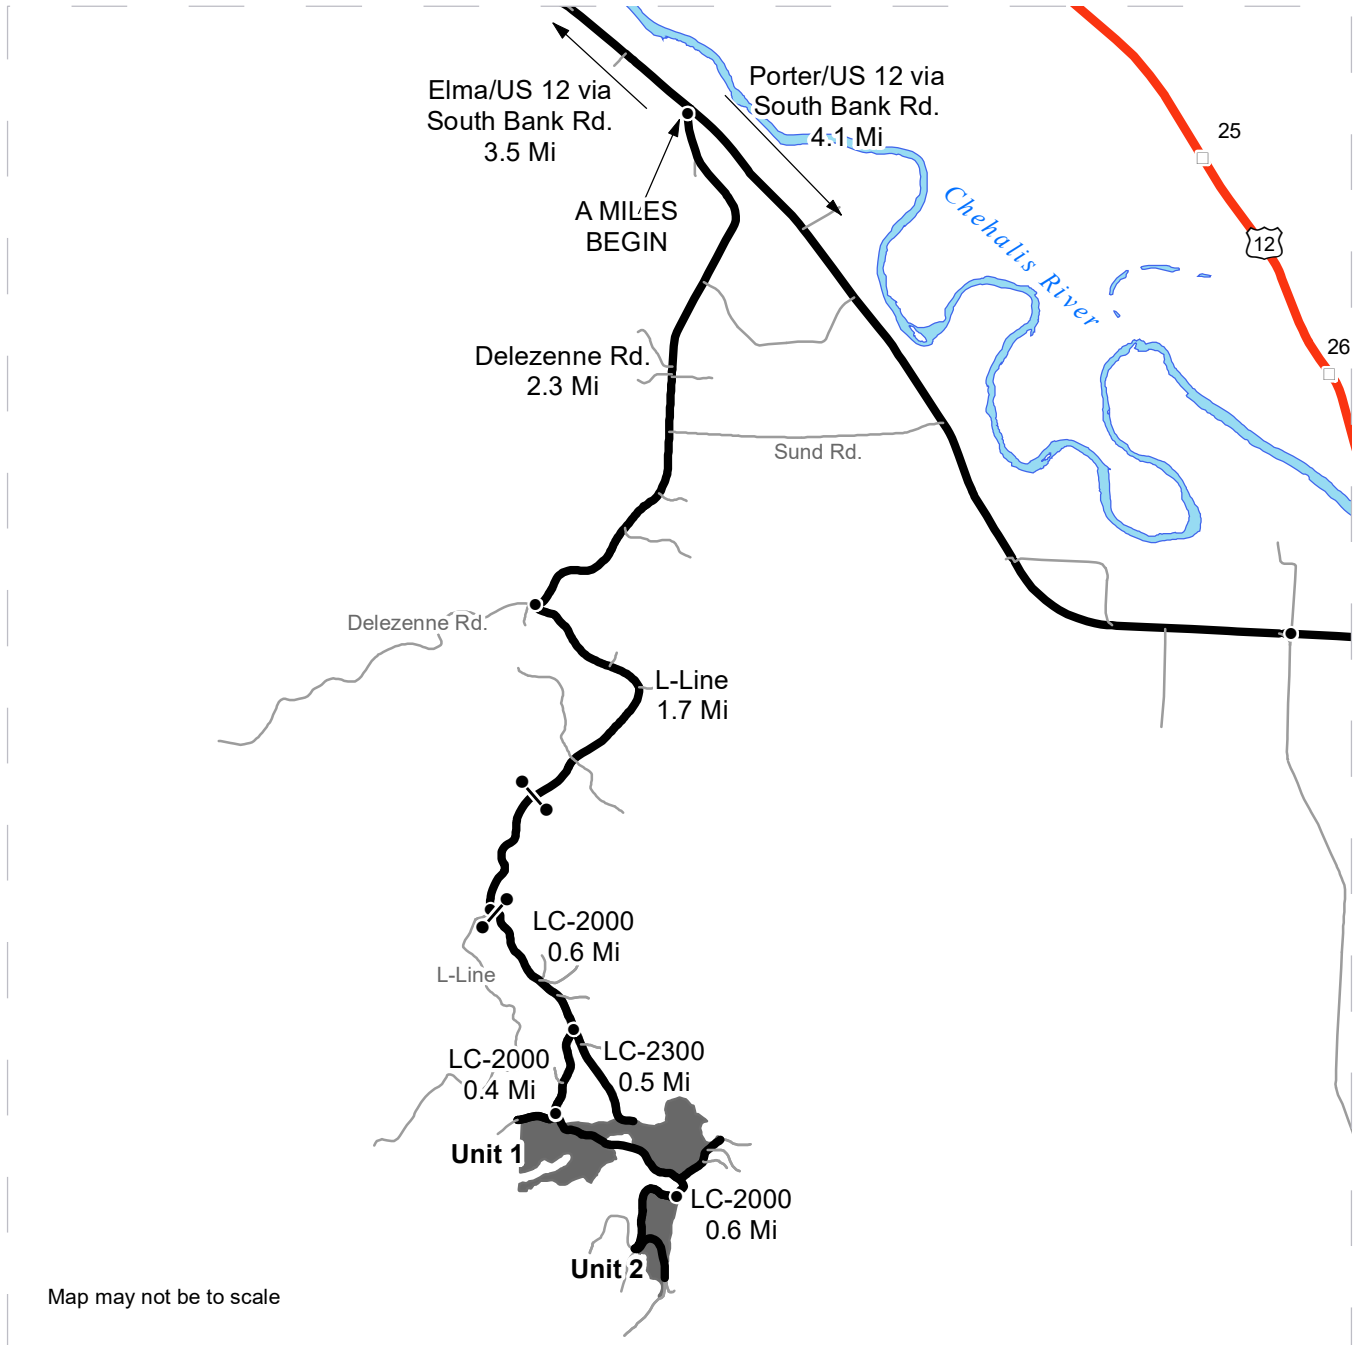 Elma/US 12 via
South Bank Rd.
3.5 Mi
Porter/US 12 via
South Bank Rd.
4.1 Mi
25
Chehalis River
12
A MILES
BEGIN
26
Delezenne Rd.
2.3 Mi
Sund Rd.
Delezenne Rd.
L-Line
1.7 Mi
LC-2000
0.6 Mi
L-Line
LC-2000
0.4 Mi
LC-2300
0.5 Mi
Unit 1
LC-2000
0.6 Mi
Unit 2
Map may not be to scale